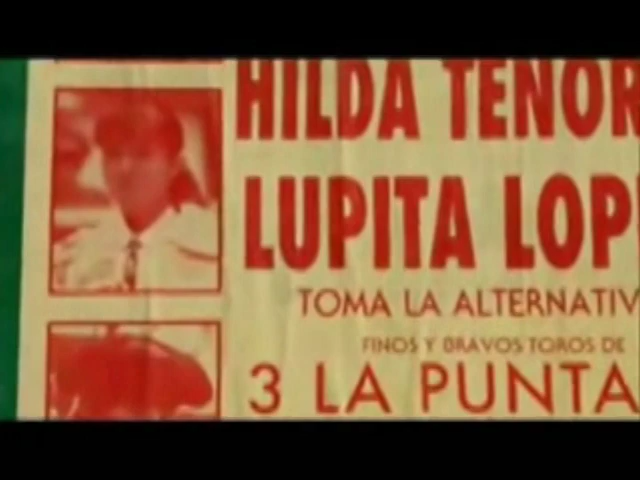 HILDA TENOR
LUPITA LOP
TOMA LA ALTERNATIV
FINOS Y BRAVOS TOROS DE
3 LA PUNTA